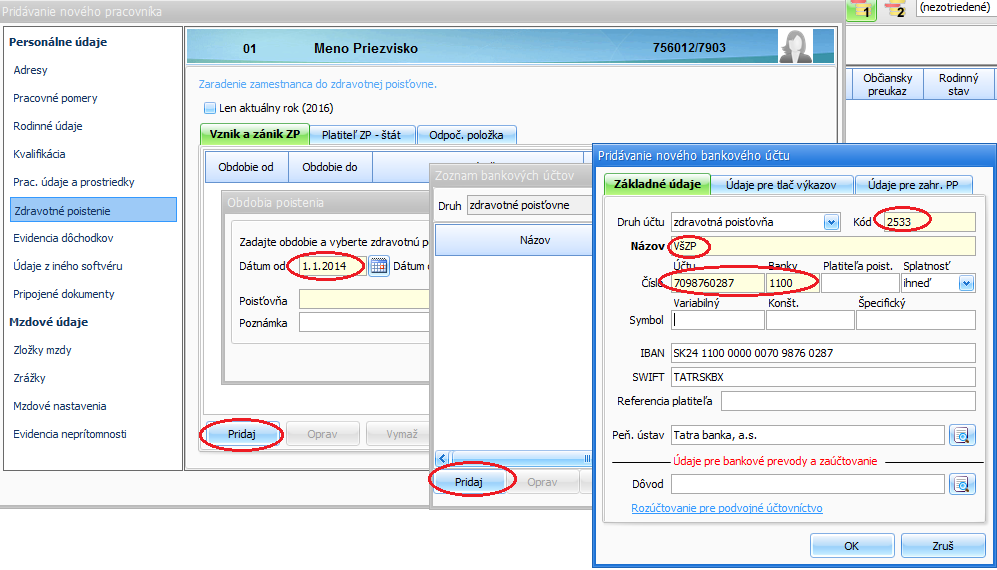 Pridávanie nového pracovníka
1
2
(nezotriedené)
Občiansky preukaz
Rodinný stav
Personálne údaje
Adresy
Pracovné pomery
Rodinné údaje
Kvalifikácia
Prac. údaje a prostriedky
Zdravotné poistenie
Evidencia dôchodkov
Údaje z iného softvéru
Pripojené dokumenty
Mzdové údaje
Zložky mzdy
Zrážky
Mzdové nastavenia
Evidencia neprítomnosti
01 Meno Priezvisko 756012/7903
Zaradenie zamestnanca do zdravotnej poisťovne.
Len aktuálny rok (2016)
Vznik a zánik ZP Platiteľ ZP - štát Odpoč. položka
Obdobie od Obdobie do
Obdobia poistenia
Zadajte obdobie a vyberte zdravotnú
Dátum od 1.1.2014 Dátum
Poisťovňa
Poznámka
Pridaj Oprav Vymaž
Zoznam bankových účtov
Druh zdravotné poisťovne
Názov
Pridaj Oprav
Pridávanie nového bankového účtu
Základné údaje Údaje pre tlač výkazov Údaje pre zahr. PP
Druh účtu zdravotná poisťovňa Kód 2533
Názov VšZP
Účtu Banky Platiteľa poist. Splatnosť
Číslo 7098760287 1100 ihneď
Variabilný Konšt. Špecifický
Symbol
IBAN SK24 1100 0000 0070 9876 0287
SWIFT TATRSKBX
Referencia platiteľa
Peň. ústav Tatra banka, a.s.
Údaje pre bankové prevody a zaúčtovanie
Dôvod
Rozúčtovanie pre podvojné účtovníctvo
OK Zruš